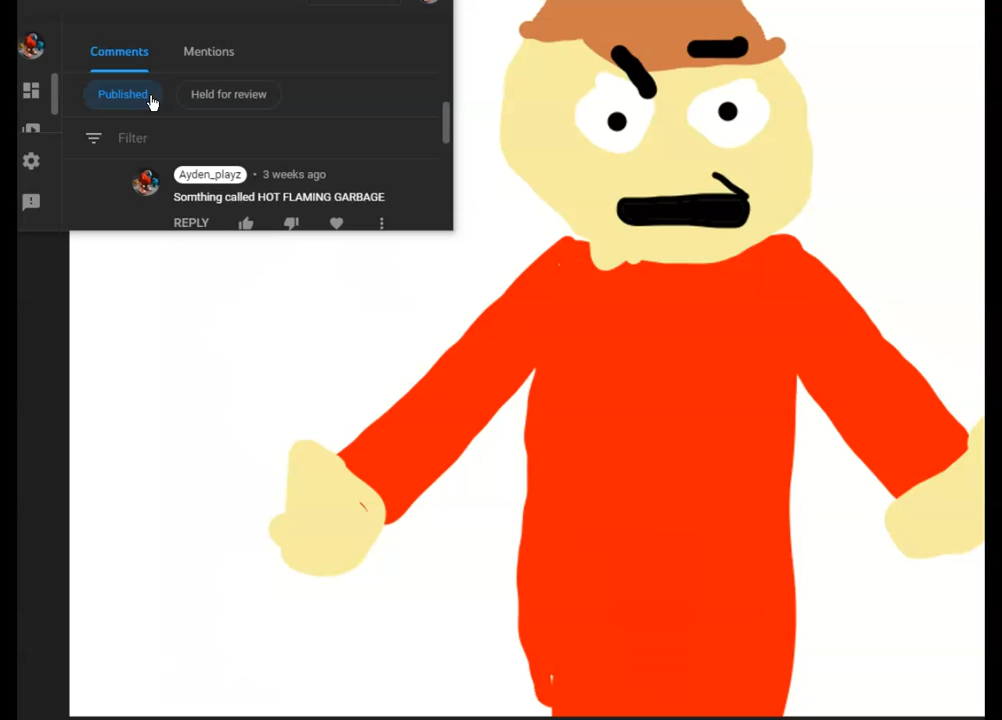 Comments Mentions
Published Held for review
Filter
Ayden_playz • 3 weeks ago
Somthing called HOT FLAMING GARBAGE
REPLY